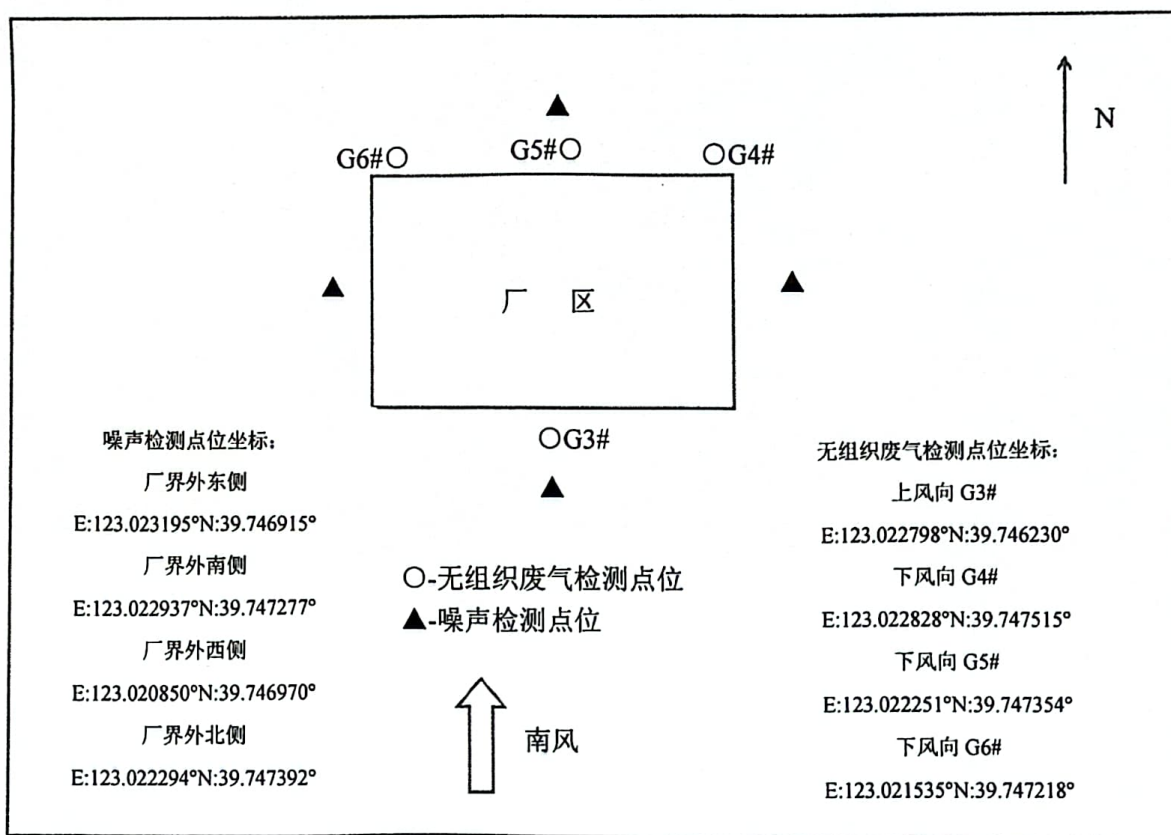 N
G6#○
G5#○
○G4#
▲
▲
▲
厂 区
○G3#
▲
噪声检测点位坐标：
厂界外东侧
E:123.023195°N:39.746915°
厂界外南侧
E:122.022937°N:39.747277°
厂界外西侧
E:123.020850°N:39.746970°
厂界外北侧
E:123.022294°N:39.747392°
○-无组织废气检测点位
▲-噪声检测点位
南风
无组织废气检测点位坐标：
上风向 G3#
E:123.022798°N:39.746230°
下风向 G4#
E:123.022828°N:39.747515°
下风向 G5#
E:123.022251°N:39.747354°
下风向 G6#
E:123.021535°N:39.747218°